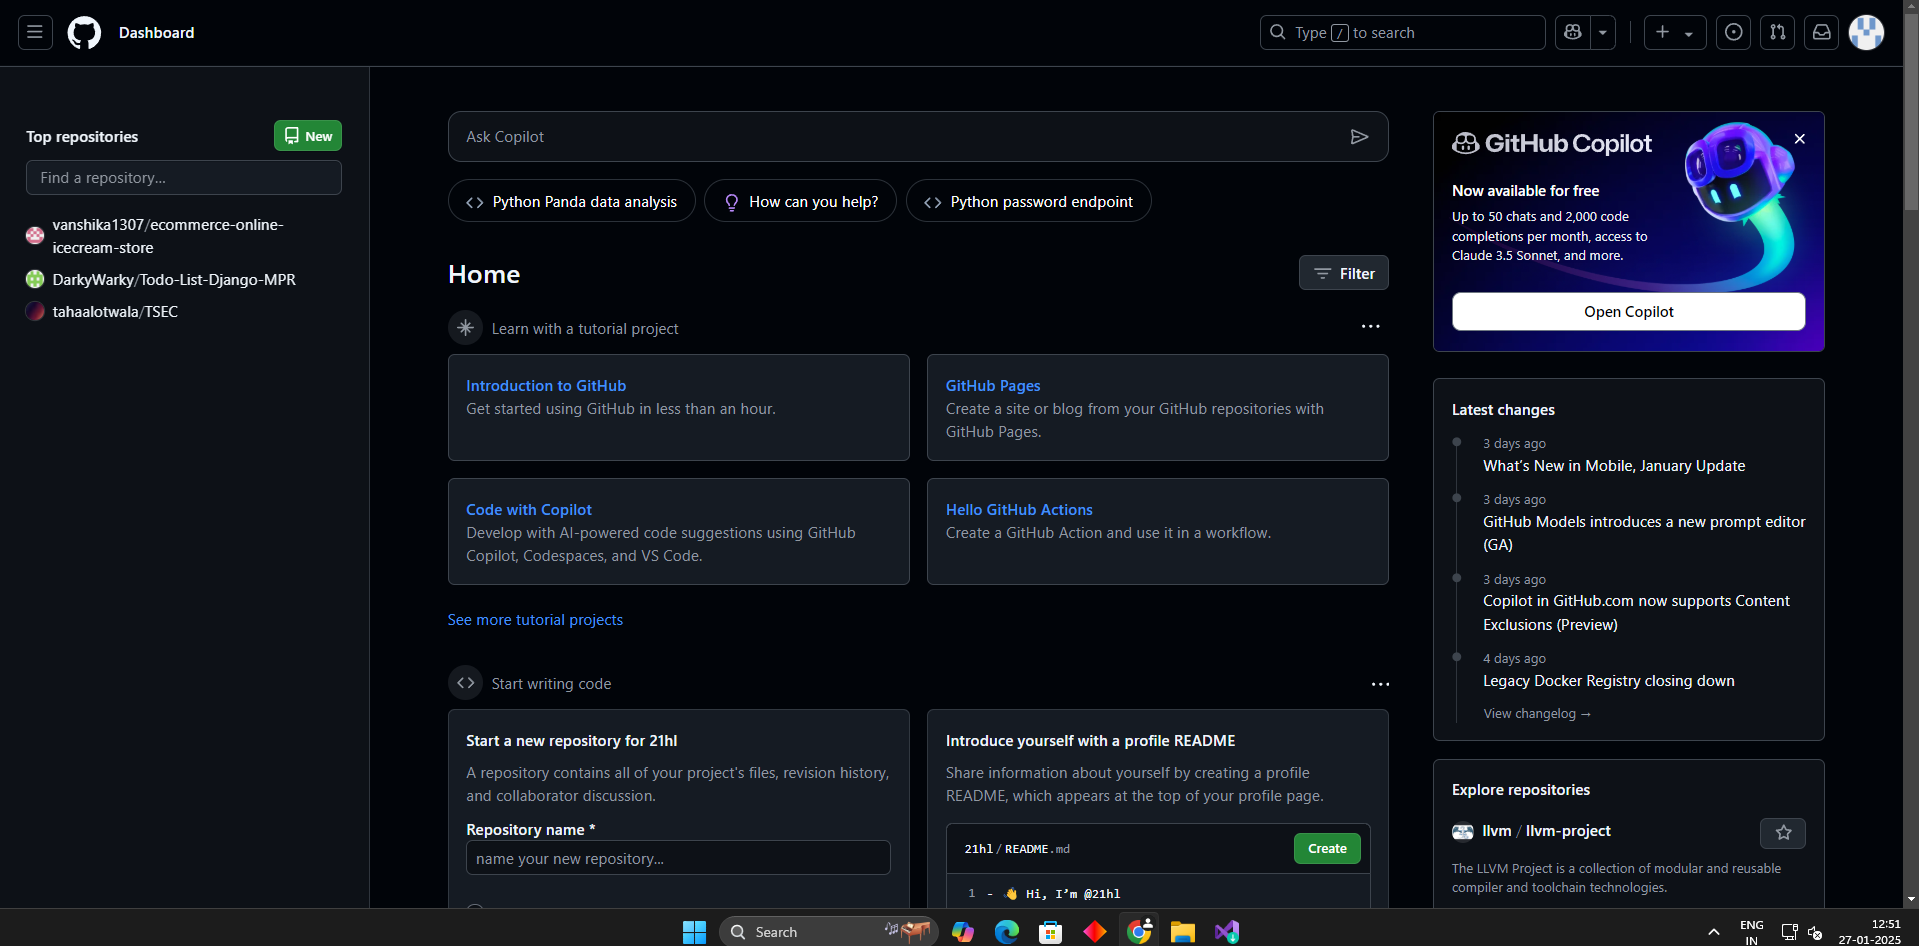 Dashboard
Type / to search
Top repositories
New
Find a repository...
vanshika1307/ecommerce-online-
icecream-store
DarkyWarky/Todo-List-Django-MPR
tahaalotwala/TSEC
Ask Copilot
Python Panda data analysis
How can you help?
Python password endpoint
Home
Filter
Learn with a tutorial project
Introduction to GitHub
Get started using GitHub in less than an hour.
GitHub Pages
Create a site or blog from your GitHub repositories with
GitHub Pages.
Code with Copilot
Develop with AI-powered code suggestions using GitHub
Copilot, Codespaces, and VS Code.
Hello GitHub Actions
Create a GitHub Action and use it in a workflow.
See more tutorial projects
Start writing code
Start a new repository for 21hl
A repository contains all of your project's files, revision history,
and collaborator discussion.
Repository name *
name your new repository...
Introduce yourself with a profile README
Share information about yourself by creating a profile
README, which appears at the top of your profile page.
21hl / README.md
Create
1 - 👋 Hi, I’m @21hl
GitHub Copilot
Now available for free
Up to 50 chats and 2,000 code
completions per month, access to
Claude 3.5 Sonnet, and more.
Open Copilot
Latest changes
3 days ago
What’s New in Mobile, January Update
3 days ago
GitHub Models introduces a new prompt editor
(GA)
3 days ago
Copilot in GitHub.com now supports Content
Exclusions (Preview)
4 days ago
Legacy Docker Registry closing down
View changelog →
Explore repositories
llvm / llvm-project
The LLVM Project is a collection of modular and reusable
compiler and toolchain technologies.
Search
ENG
IN
12:51
27-01-2025